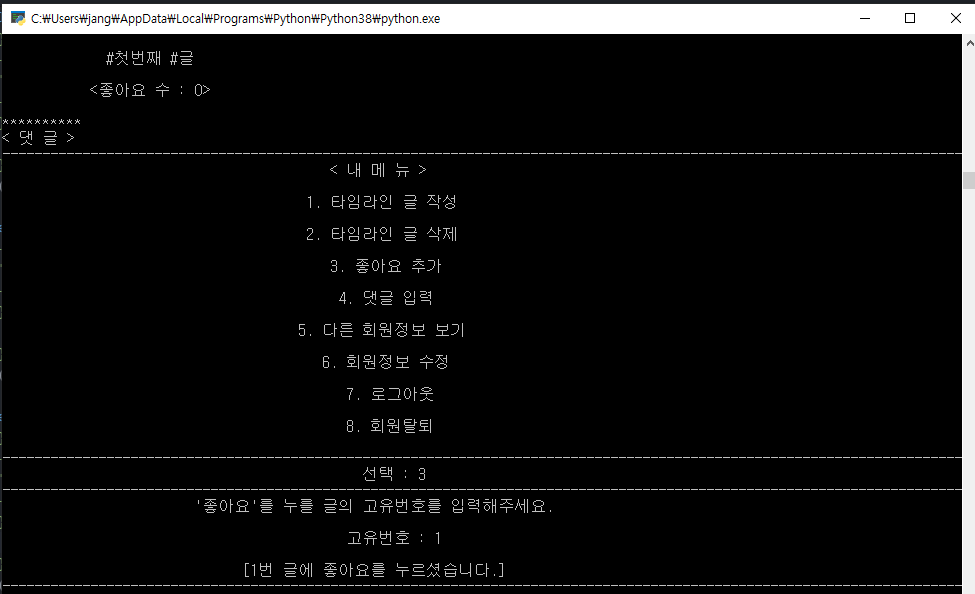 C:₩Users₩jang₩AppData₩Local₩Programs₩Python₩Python38₩python.exe
#첫번째 #글
<좋아요 수 : 0>
**********
< 댓 글 >
< 내 메 뉴 >
1. 타임라인 글 작성
2. 타임라인 글 삭제
3. 좋아요 추가
4. 댓글 입력
5. 다른 회원정보 보기
6. 회원정보 수정
7. 로그아웃
8. 회원탈퇴
선택 : 3
'좋아요'를 누를 글의 고유번호를 입력해주세요.
고유번호 : 1
[1번 글에 좋아요를 누르셨습니다.]